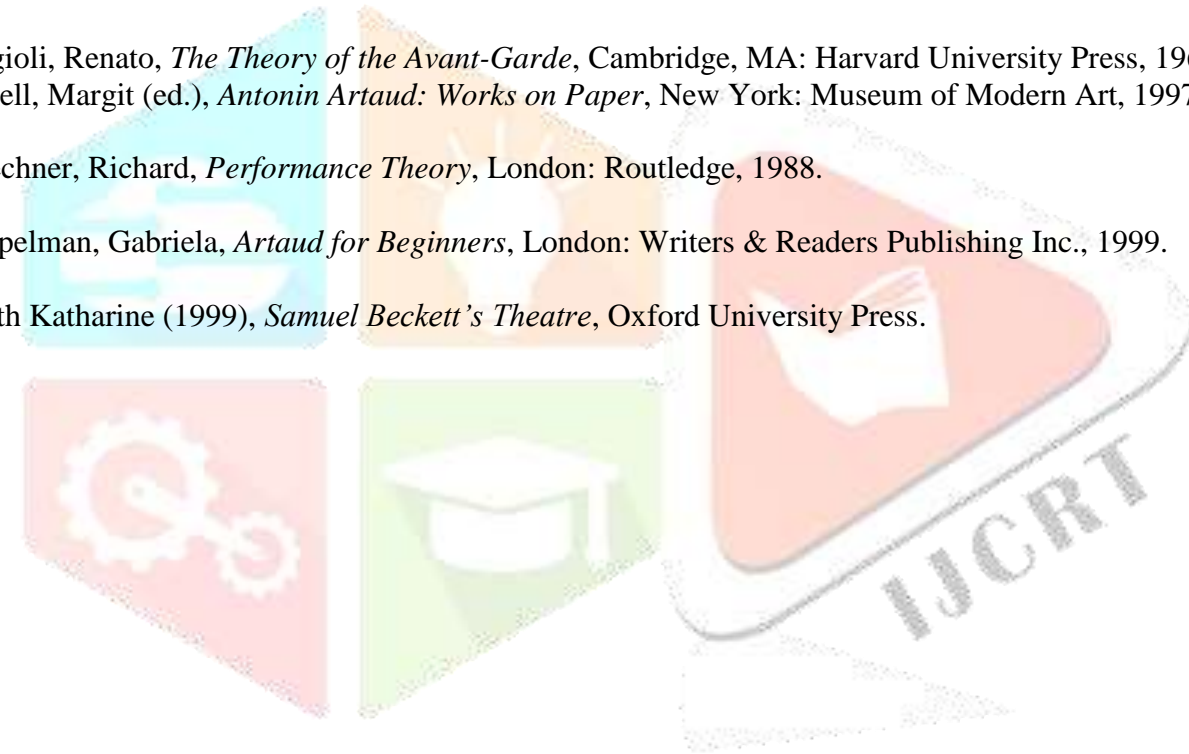 gioli, Renato, The Theory of the Avant-Garde, Cambridge, MA: Harvard University Press, 196
ell, Margit (ed.), Antonin Artaud: Works on Paper, New York: Museum of Modern Art, 1997
chner, Richard, Performance Theory, London: Routledge, 1988.
pelman, Gabriela, Artaud for Beginners, London: Writers & Readers Publishing Inc., 1999.
th Katharine (1999), Samuel Beckett’s Theatre, Oxford University Press.
IJCRT